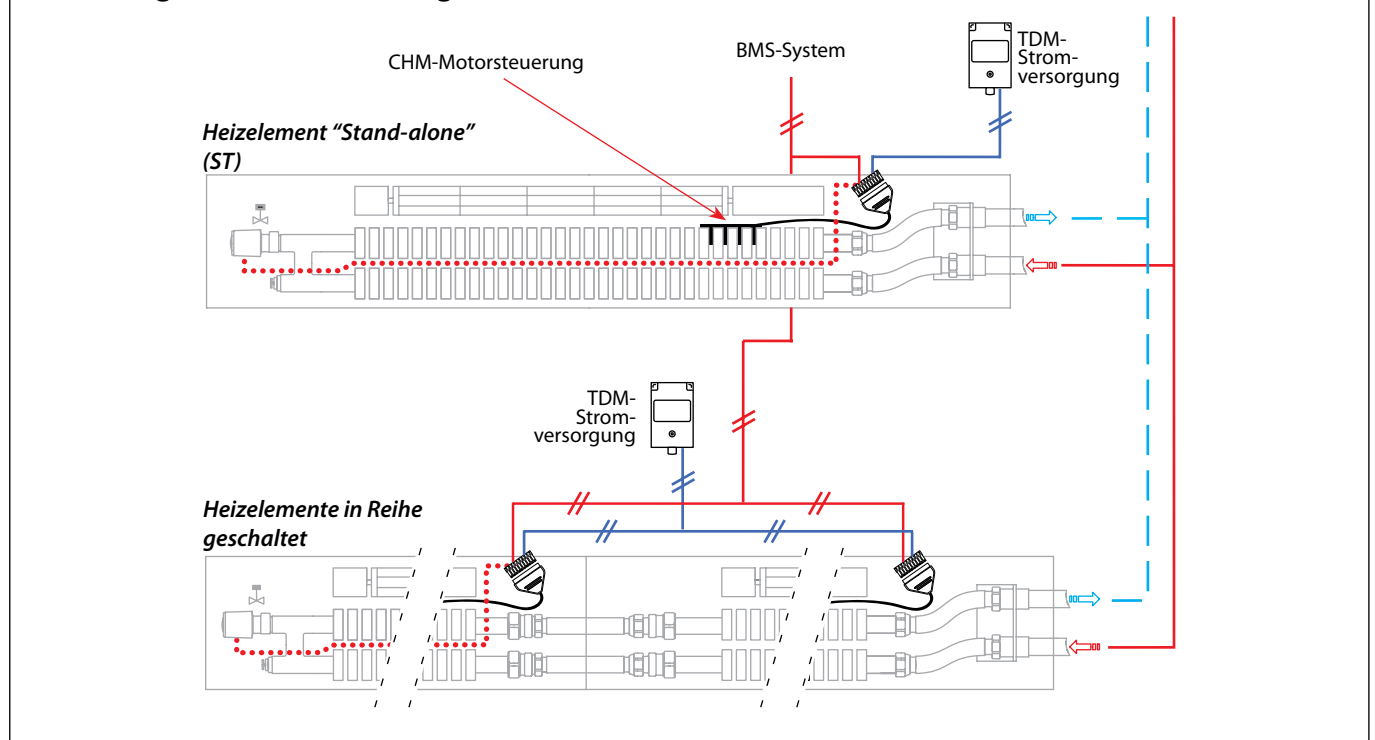 CHM-Motorsteuerung
BMS-System
TDM-
Strom-
versorgung
Heizelement “Stand-alone”
(ST)
TDM-
Strom-
versorgung
Heizelemente in Reihe
geschaltet